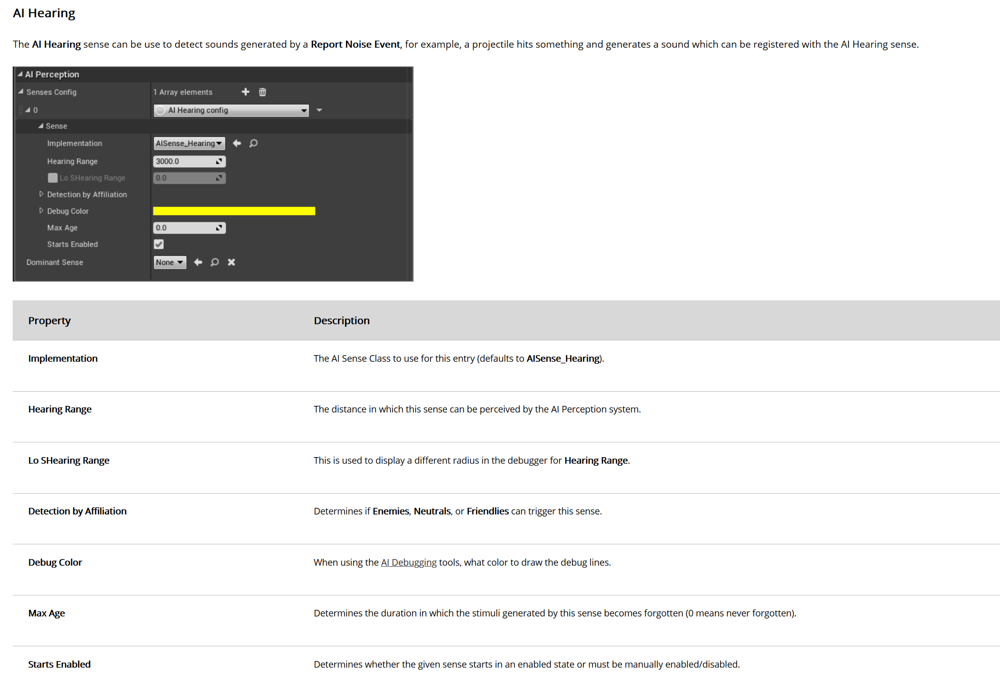 AI Hearing
The AI Hearing sense can be use to detect sounds generated by a Report Noise Event, for example, a projectile hits something and generates a sound which can be registered with the AI Hearing sense.
AI Perception
Senses Config 1 Array elements
0 AI Hearing config
Sense
Implementation AISense_Hearing
Hearing Range 3000.0
Lo SHearing Range 0.0
Detection by Affiliation
Debug Color
Max Age 0.0
Starts Enabled
Dominant Sense None
Property Description
Implementation The AI Sense Class to use for this entry (defaults to AISense_Hearing).
Hearing Range The distance in which this sense can be perceived by the AI Perception system.
Lo SHearing Range This is used to display a different radius in the debugger for Hearing Range.
Detection by Affiliation Determines if Enemies, Neutrals, or Friendlies can trigger this sense.
Debug Color When using the AI Debugging tools, what color to draw the debug lines.
Max Age Determines the duration in which the stimuli generated by this sense becomes forgotten (0 means never forgotten).
Starts Enabled Determines whether the given sense starts in an enabled state or must be manually enabled/disabled.